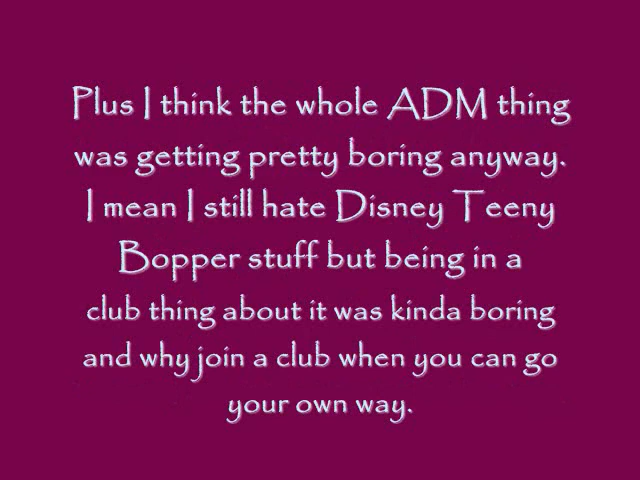 Plus I think the whole ADM thing
was getting pretty boring anyway.
I mean I still hate Disney Teeny
Bopper stuff but being in a
club thing about it was kinda boring
and why join a club when you can go
your own way.